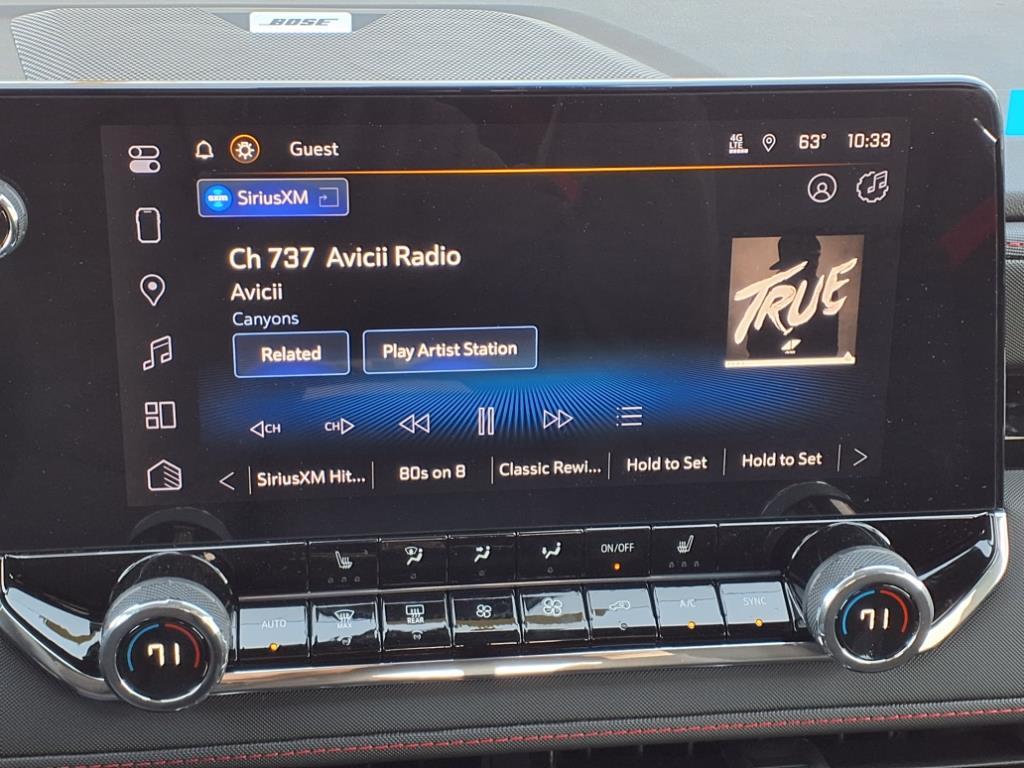 BOSE
Guest
4G LTE
63° 10:33
sxm SiriusXM
Ch 737 Avicii Radio
Avicii
Canyons
TRUE
Related
Play Artist Station
CH CH
SiriusXM Hit... 80s on 8 Classic Rewi... Hold to Set Hold to Set
ON/OFF
AUTO MAX REAR A/C SYNC
71 71